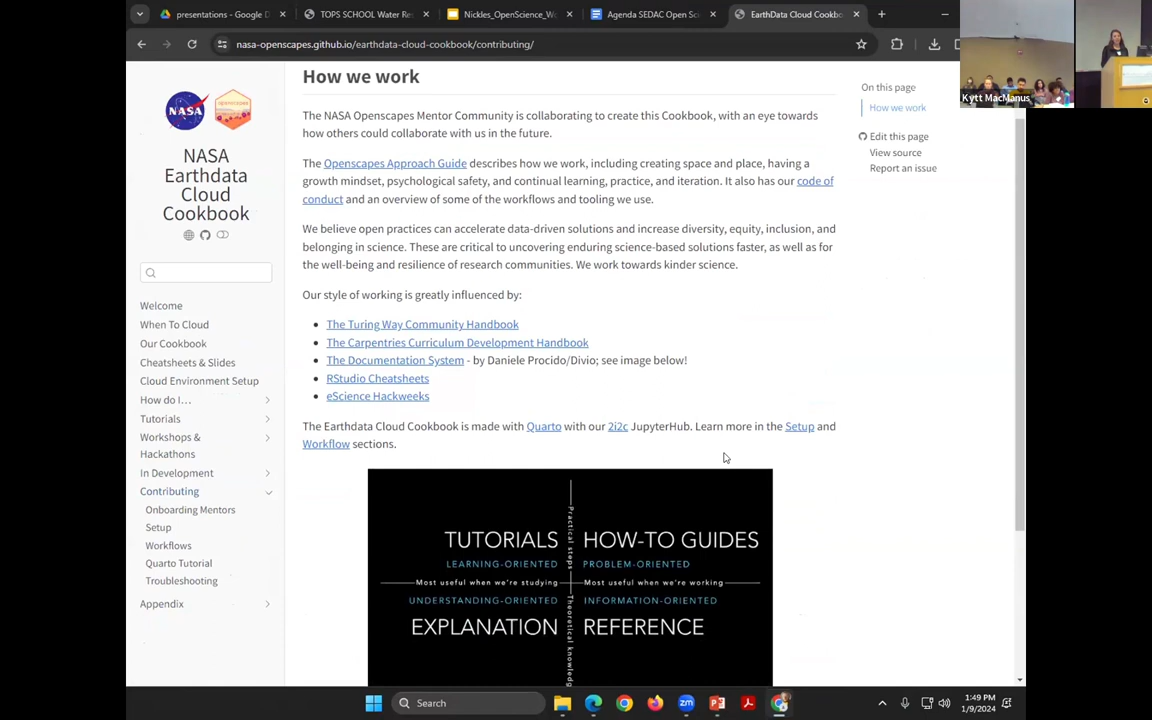 presentations - Google D
TOPS SCHOOL Water Re
Nickles_OpenScience_W
Agenda SEDAC Open Sc
EarthData Cloud Cookbo
nasa-openscapes.github.io/earthdata-cloud-cookbook/contributing/
Kytt MacManus
NASA
openscapes
NASA
Earthdata
Cloud
Cookbook
Welcome
When To Cloud
Our Cookbook
Cheatsheets & Slides
Cloud Environment Setup
How do I...
Tutorials
Workshops &
Hackathons
In Development
Contributing
Onboarding Mentors
Setup
Workflows
Quarto Tutorial
Troubleshooting
Appendix
How we work
The NASA Openscapes Mentor Community is collaborating to create this Cookbook, with an eye towards
how others could collaborate with us in the future.
The Openscapes Approach Guide describes how we work, including creating space and place, having a
growth mindset, psychological safety, and continual learning, practice, and iteration. It also has our code of
conduct and an overview of some of the workflows and tooling we use.
We believe open practices can accelerate data-driven solutions and increase diversity, equity, inclusion, and
belonging in science. These are critical to uncovering enduring science-based solutions faster, as well as for
the well-being and resilience of research communities. We work towards kinder science.
Our style of working is greatly influenced by:
• The Turing Way Community Handbook
• The Carpentries Curriculum Development Handbook
• The Documentation System - by Daniele Procido/Divio; see image below!
• RStudio Cheatsheets
• eScience Hackweeks
The Earthdata Cloud Cookbook is made with Quarto with our 2i2c JupyterHub. Learn more in the Setup and
Workflow sections.
Practical steps
TUTORIALS
HOW-TO GUIDES
LEARNING-ORIENTED
PROBLEM-ORIENTED
Most useful when we're studying
Most useful when we're working
UNDERSTANDING-ORIENTED
INFORMATION-ORIENTED
EXPLANATION
REFERENCE
Theoretical knowledg
On this page
How we work
Edit this page
View source
Report an issue
Search
1:49 PM
1/9/2024